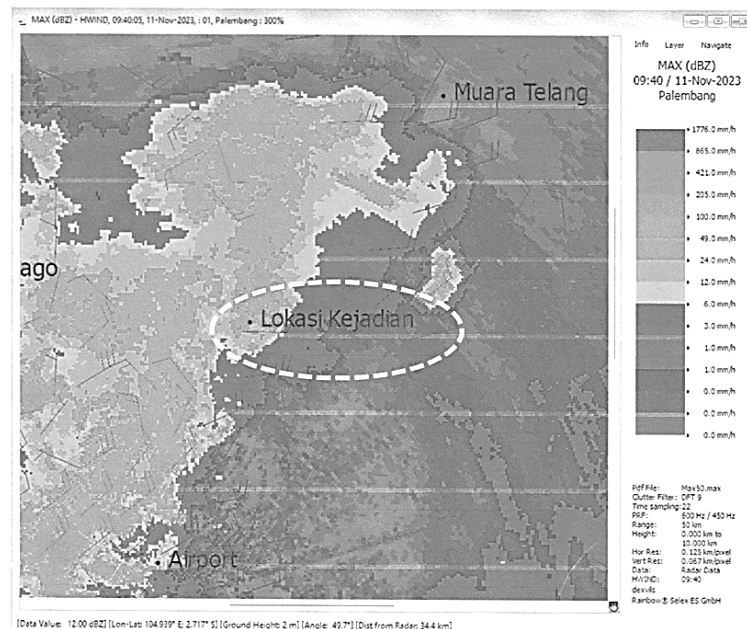 MAX (dBZ) - HWIND, 09:40:05, 11-Nov-2023, : 01, Palembang : 300%
Info Layer Navigate
MAX (dBZ)
09:40 / 11-Nov-2023
Palembang
1776.0 mm/h
865.0 mm/h
421.0 mm/h
205.0 mm/h
100.0 mm/h
49.0 mm/h
24.0 mm/h
12.0 mm/h
6.0 mm/h
3.0 mm/h
1.0 mm/h
1.0 mm/h
0.0 mm/h
0.0 mm/h
0.0 mm/h
Muara Telang
ago
Lokasi Kejadian
Airport
Pdf File: Max50.max
Clutter Filter: DFT 9
Time sampling: 22
PRF: 600 Hz / 450 Hz
Range: 50 km
Height: 0.000 km to
10.000 km
Hor Res: 0.125 km/pixel
Vert Res: 0.067 km/pixel
Data: Radar Data
HWIND: 09:40
dexvils
Rainbow® Selex ES GmbH
[Data Value: 12.00 dBZ] [Lon-Lat: 104.939° E; 2.717° S] [Ground Height: 2 m] [Angle: 49.7°] [Dist from Radar: 34.4 km]